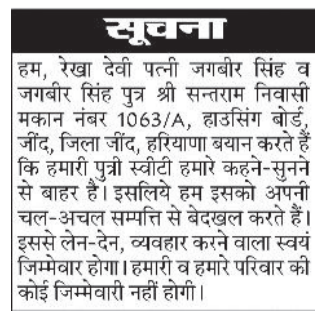 सूचना
हम, रेखा देवी पत्नी जगबीर सिंह व
जगबीर सिंह पुत्र श्री सन्तराम निवासी
मकान नंबर 1063/A, हाउसिंग बोर्ड,
जींद, जिला जींद, हरियाणा बयान करते हैं
कि हमारी पुत्री स्वीटी हमारे कहने-सुनने
से बाहर है। इसलिये हम इसको अपनी
चल-अचल सम्पत्ति से बेदखल करते हैं।
इससे लेन-देन, व्यवहार करने वाला स्वयं
जिम्मेवार होगा। हमारी व हमारे परिवार की
कोई जिम्मेवारी नहीं होगी।